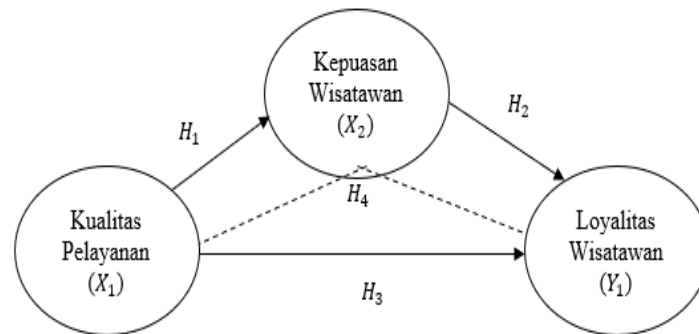 Kepuasan
Wisatawan
(X₂)
H₁
H₂
H₄
Kualitas
Pelayanan
(X₁)
Loyalitas
Wisatawan
(Y₁)
H₃